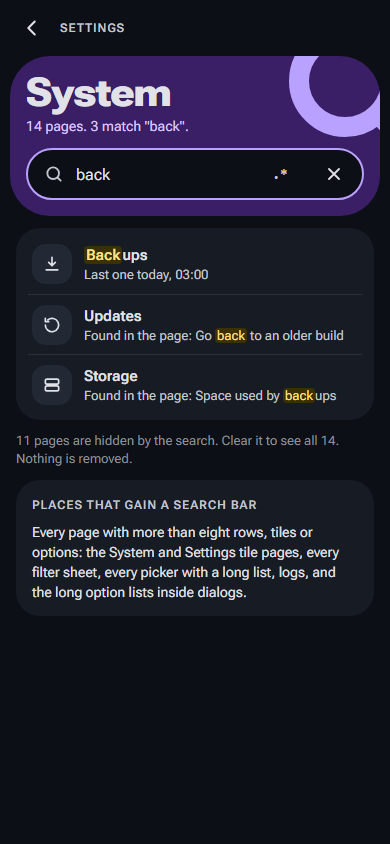 SETTINGS
System
14 pages. 3 match "back".
back .*
Backups
Last one today, 03:00
Updates
Found in the page: Go back to an older build
Storage
Found in the page: Space used by backups
11 pages are hidden by the search. Clear it to see all 14.
Nothing is removed.
PLACES THAT GAIN A SEARCH BAR
Every page with more than eight rows, tiles or
options: the System and Settings tile pages, every
filter sheet, every picker with a long list, logs, and
the long option lists inside dialogs.